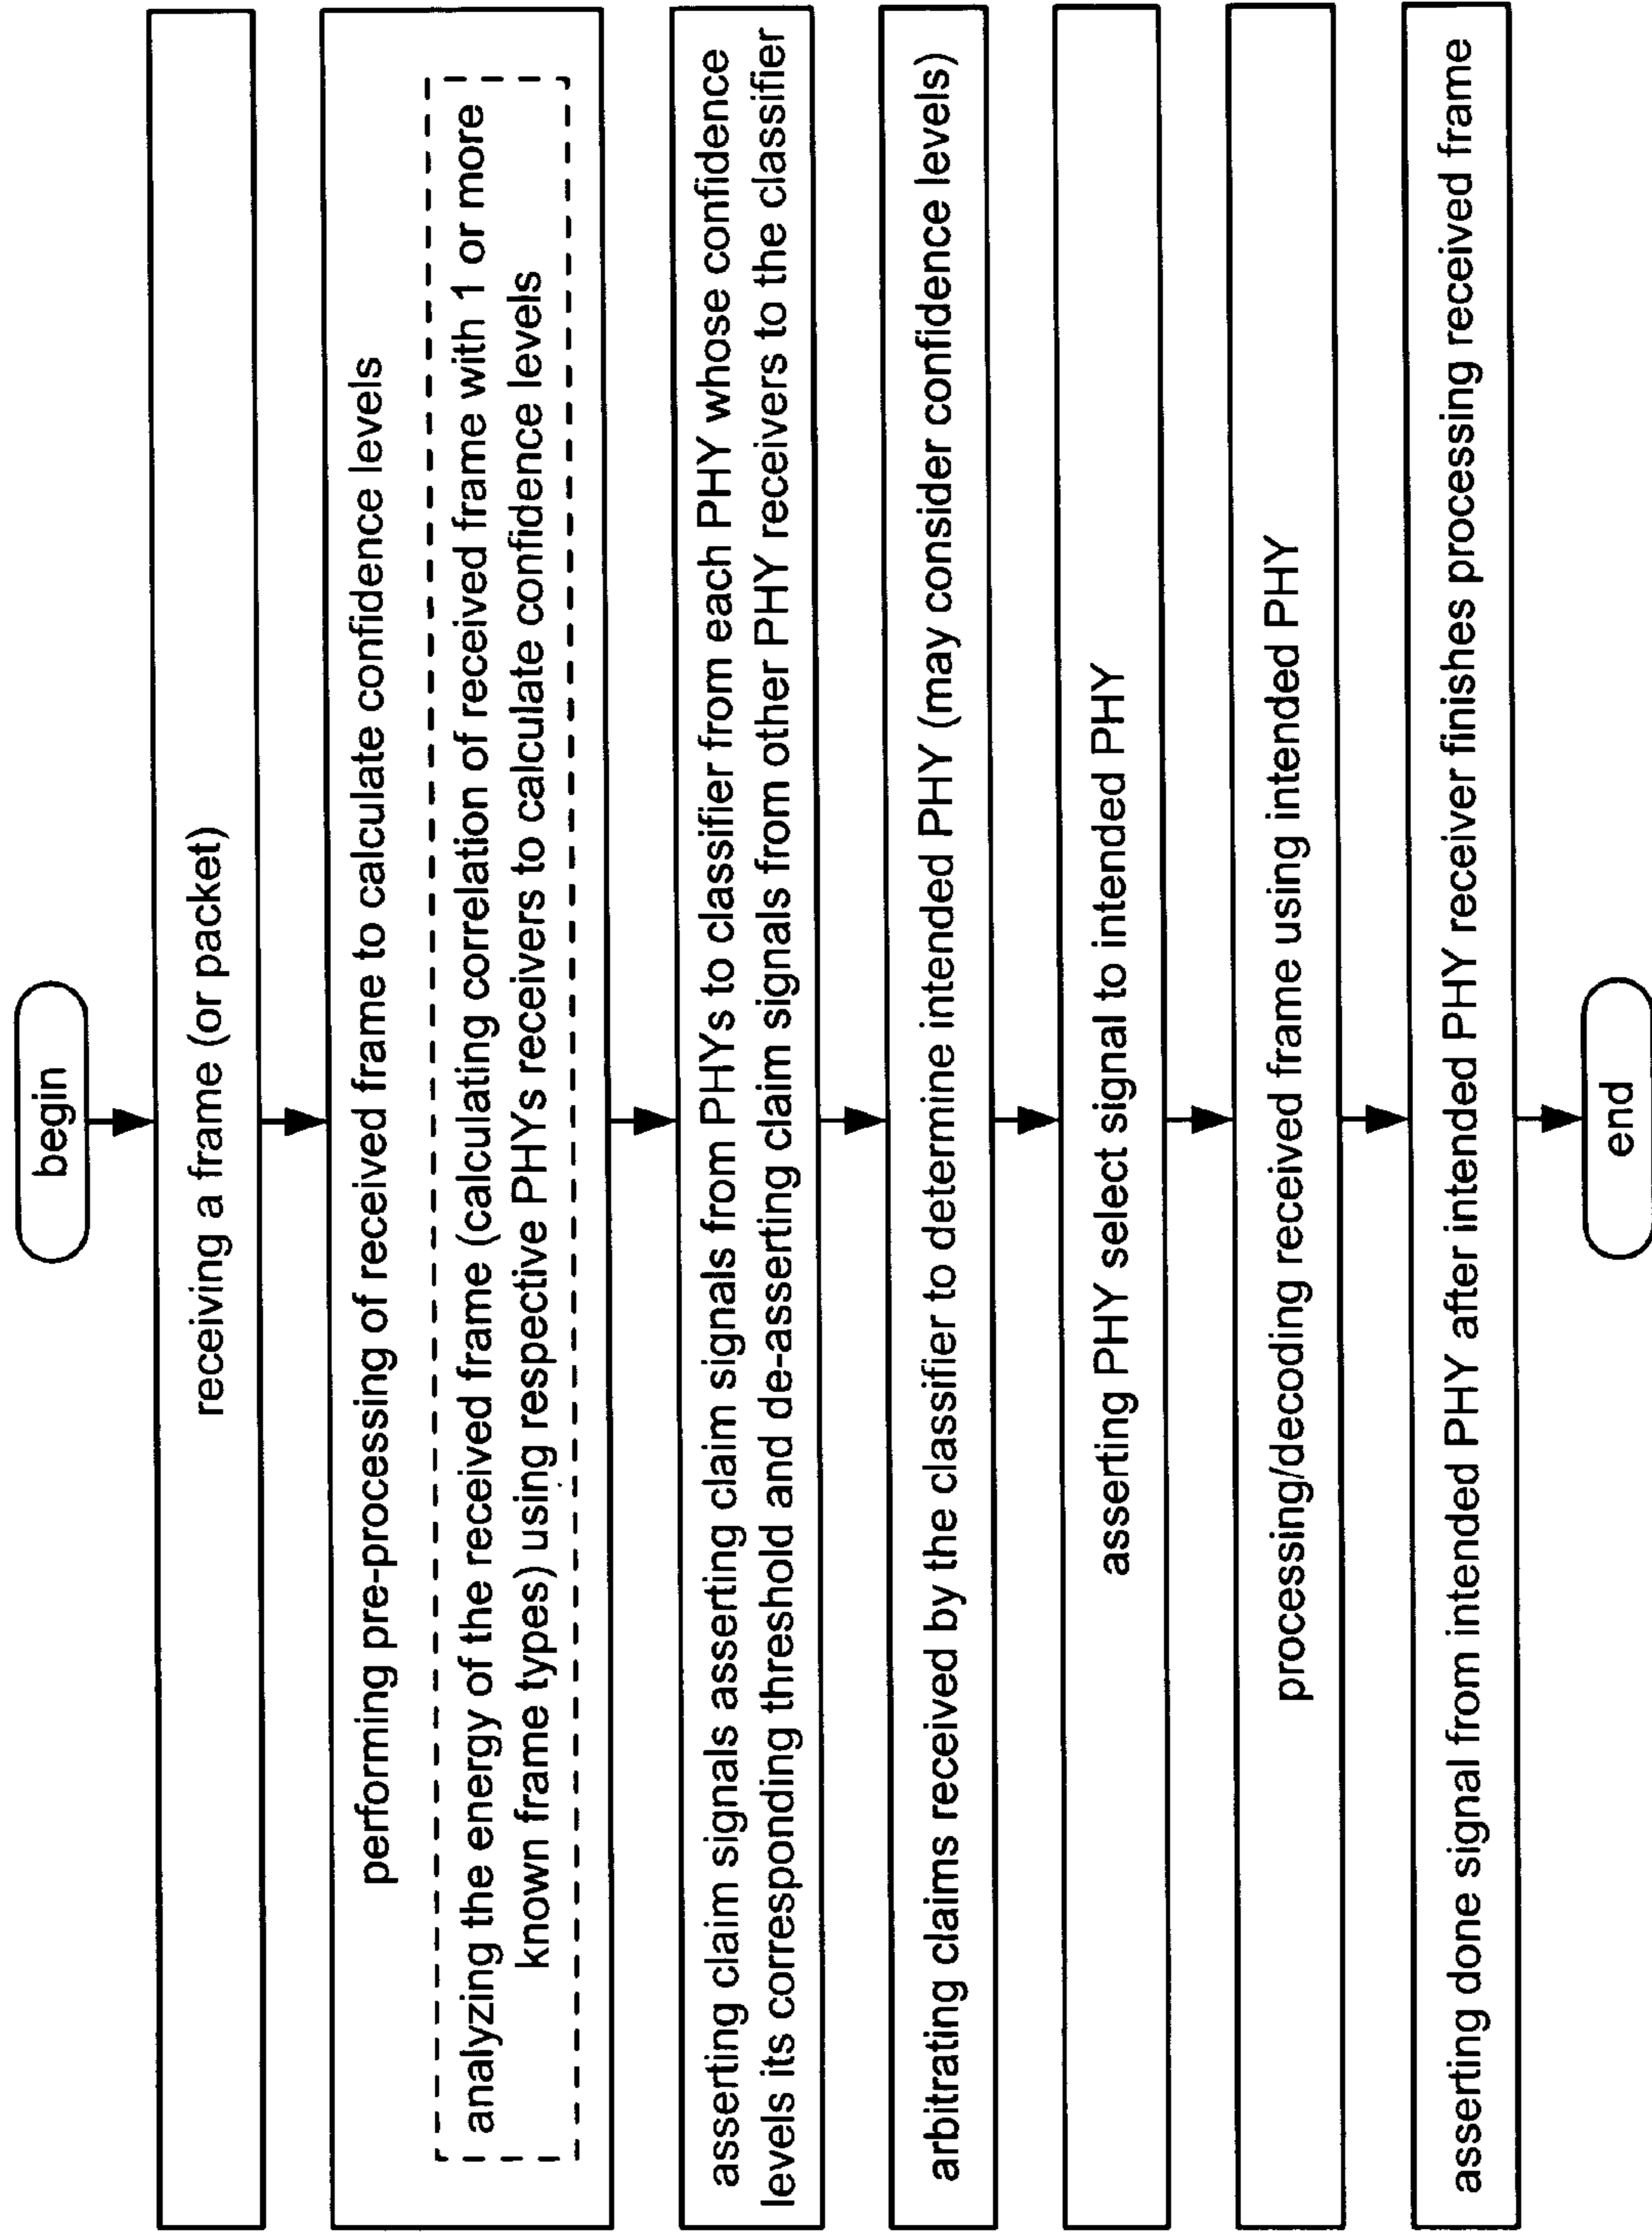 begin
receiving a frame (or packet)
performing pre-processing of received frame to calculate confidence levels
analyzing the energy of the received frame (calculating correlation of received frame with 1 or more
known frame types) using respective PHYs receivers to calculate confidence levels
asserting claim signals asserting claim signals from PHYs to classifier from each PHY whose confidence
levels its corresponding threshold and de-asserting claim signals from other PHY receivers to the classifier
arbitrating claims received by the classifier to determine intended PHY (may consider confidence levels)
asserting PHY select signal to intended PHY
processing/decoding received frame using intended PHY
asserting done signal from intended PHY after intended PHY receiver finishes processing received frame
end